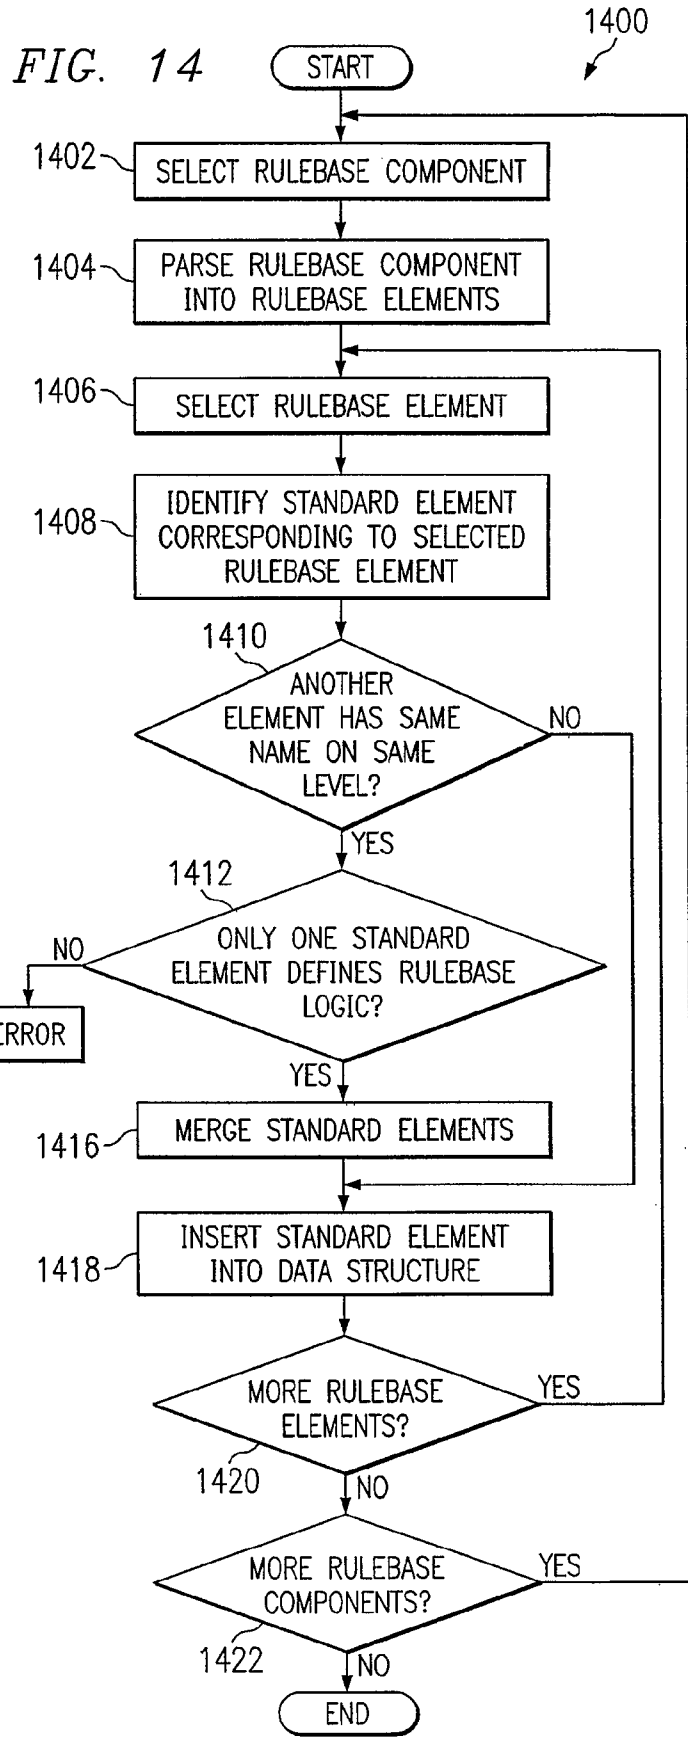 FIG. 14
1400
START
1402
SELECT RULEBASE COMPONENT
1404
PARSE RULEBASE COMPONENT
INTO RULEBASE ELEMENTS
1406
SELECT RULEBASE ELEMENT
1408
IDENTIFY STANDARD ELEMENT
CORRESPONDING TO SELECTED
RULEBASE ELEMENT
1410
ANOTHER
ELEMENT HAS SAME
NAME ON SAME
LEVEL?
NO
YES
1412
ONLY ONE STANDARD
ELEMENT DEFINES RULEBASE
LOGIC?
NO
ERROR
YES
1416
MERGE STANDARD ELEMENTS
1418
INSERT STANDARD ELEMENT
INTO DATA STRUCTURE
MORE RULEBASE
ELEMENTS?
YES
1420
NO
MORE RULEBASE
COMPONENTS?
YES
1422
NO
END